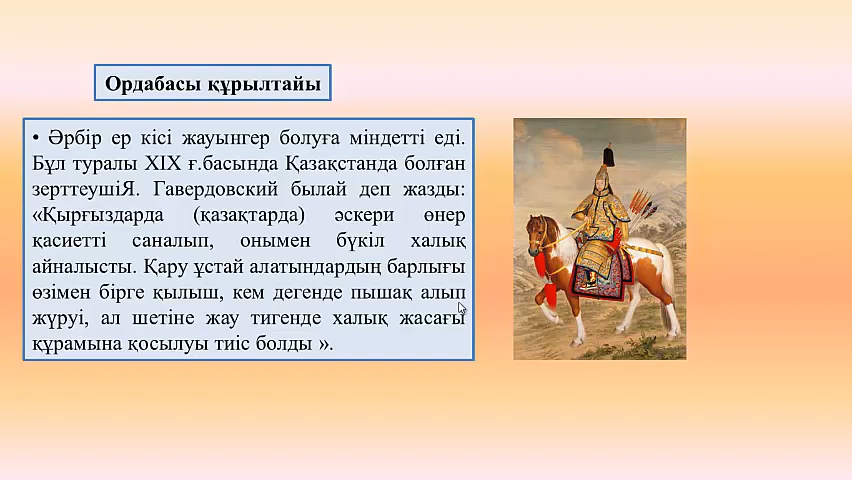 Ордабасы құрылтайы
• Әрбір ер кісі жауынгер болуға міндетті еді.
Бұл туралы XIX ғ.басында Қазақстанда болған
зерттеушіЯ. Гавердовский былай деп жазды:
«Қырғыздарда (қазақтарда) әскери өнер
қасиетті саналып, онымен бүкіл халық
айналысты. Қару ұстай алатындардың барлығы
өзімен бірге қылыш, кем дегенде пышақ алып
жүруі, ал шетіне жау тигенде халық жасағы
құрамына қосылуы тиіс болды ».